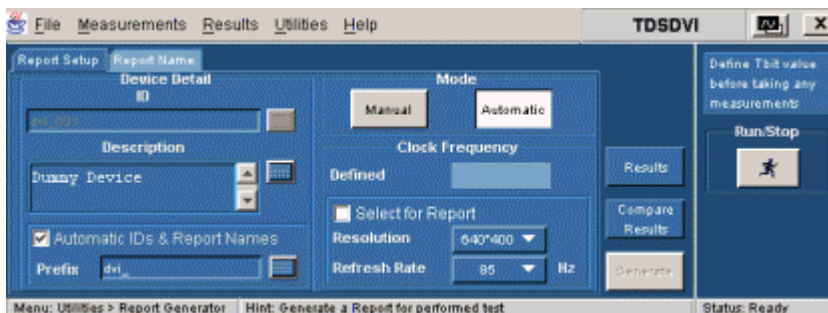 File Measurements Results Utilities Help TDSDVI X
Report Setup Report Name
Device Detail
ID
dvi_001
Description
Dummy Device
Automatic IDs & Report Names
Prefix dvi_
Mode
Manual Automatic
Clock Frequency
Defined
Select for Report
Resolution 640*400
Refresh Rate 85 Hz
Results
Compare
Results
Generate
Define Tbit value
before taking any
measurements
Run/Stop
Menu: Utilities > Report Generator Hint: Generate a Report for performed test Status: Ready